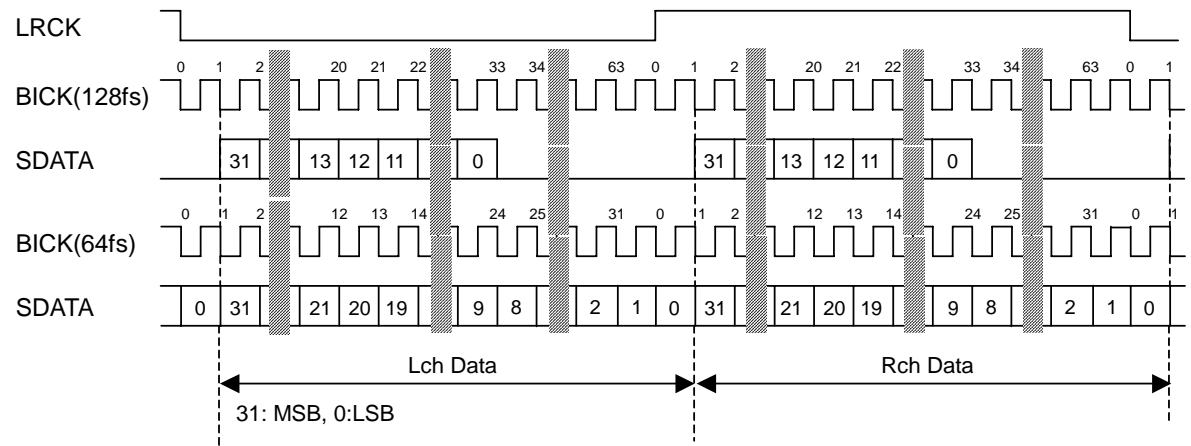 LRCK
0 1 2 20 21 22 33 34 63 0 1 2 20 21 22 33 34 63 0 1
BICK(128fs)
SDATA 31 13 12 11 0 31 13 12 11 0
0 1 2 12 13 14 24 25 31 0 1 2 12 13 14 24 25 31 0 1
BICK(64fs)
SDATA 0 31 21 20 19 9 8 2 1 0 31 21 20 19 9 8 2 1 0
Lch Data Rch Data
31: MSB, 0:LSB